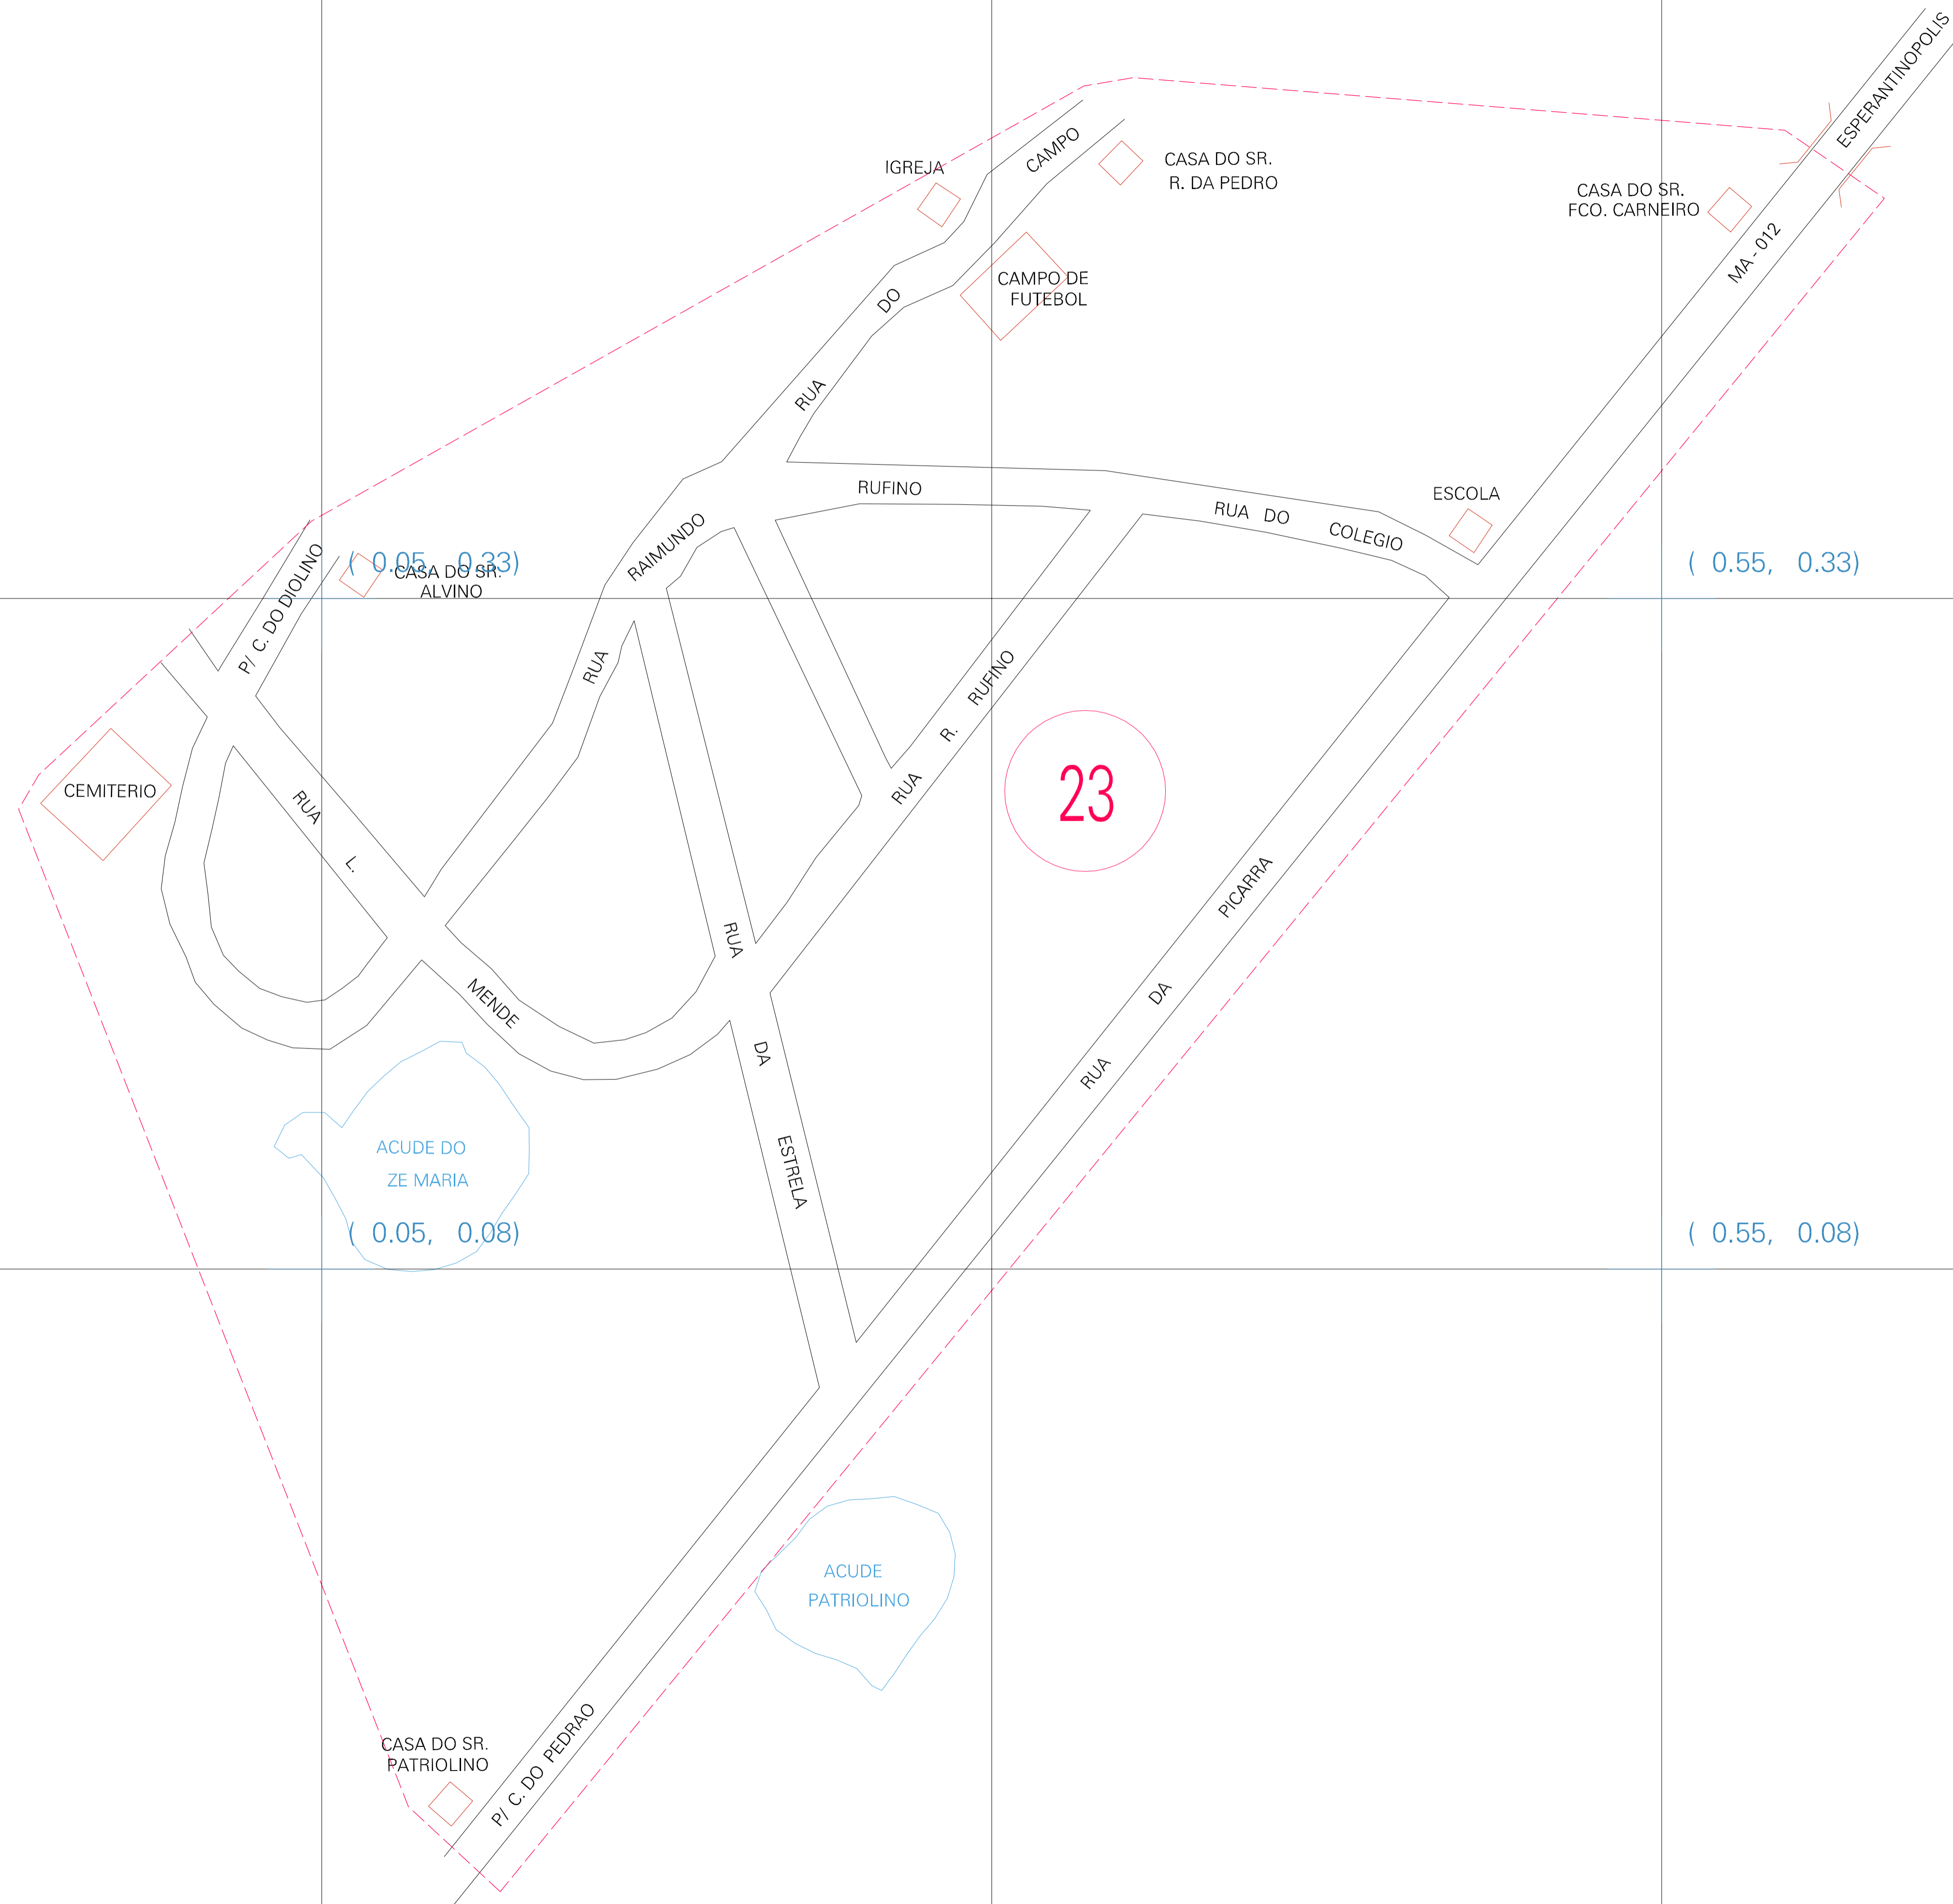 ESPERANTINOPOLIS
MA - 012
RUA DO CAMPO
IGREJA
CASA DO SR.
R. DA PEDRO
CASA DO SR.
FCO. CARNEIRO
CAMPO DE
FUTEBOL
RUA RAIMUNDO RUFINO
RUA DO COLEGIO
ESCOLA
( 0.05, 0.33)
( 0.55, 0.33)
CASA DO SR.
ALVINO
P/ C. DO DIOLINO
CEMITERIO
RUA L. MENDE
RUA R. RUFINO
23
RUA DA PICARRA
RUA DA ESTRELA
ACUDE DO
ZE MARIA
( 0.05, 0.08)
( 0.55, 0.08)
ACUDE
PATRIOLINO
CASA DO SR.
PATRIOLINO
P/ C. DO PEDRAO